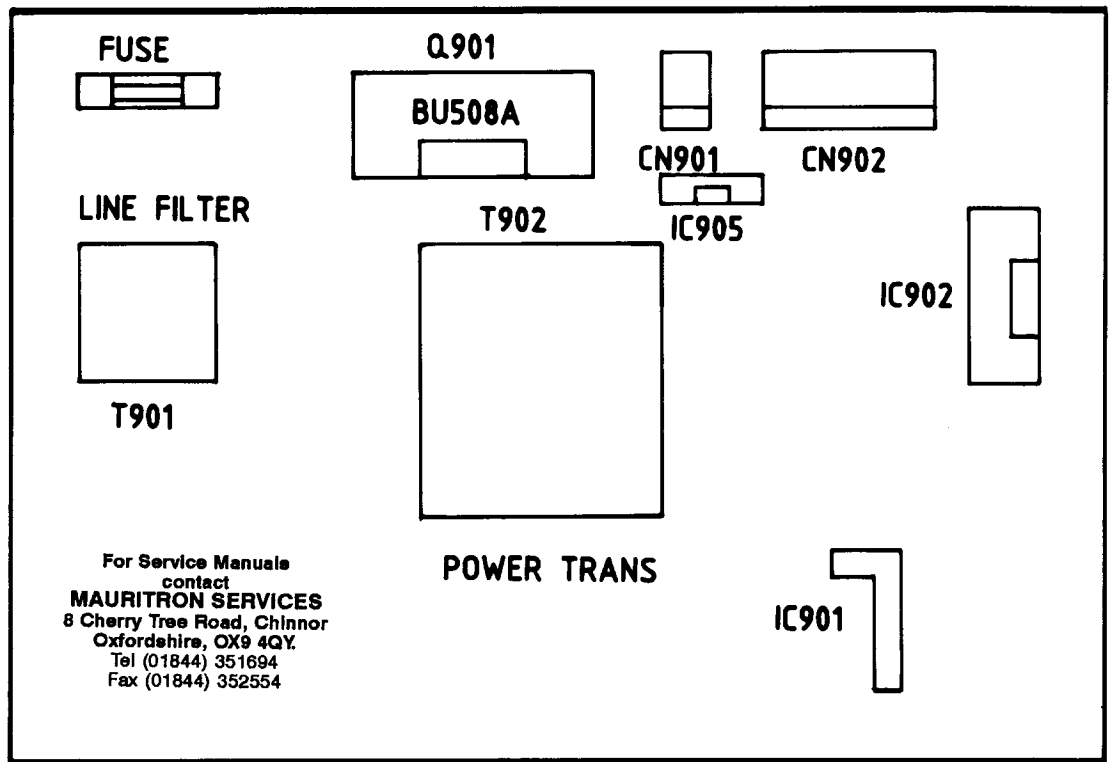 FUSE
Q901
BU508A
CN901
CN902
LINE FILTER
T902
IC905
IC902
T901
POWER TRANS
IC901
For Service Manuals
contact
MAURITRON SERVICES
8 Cherry Tree Road, Chinnor
Oxfordshire, OX9 4QY.
Tel (01844) 351694
Fax (01844) 352554